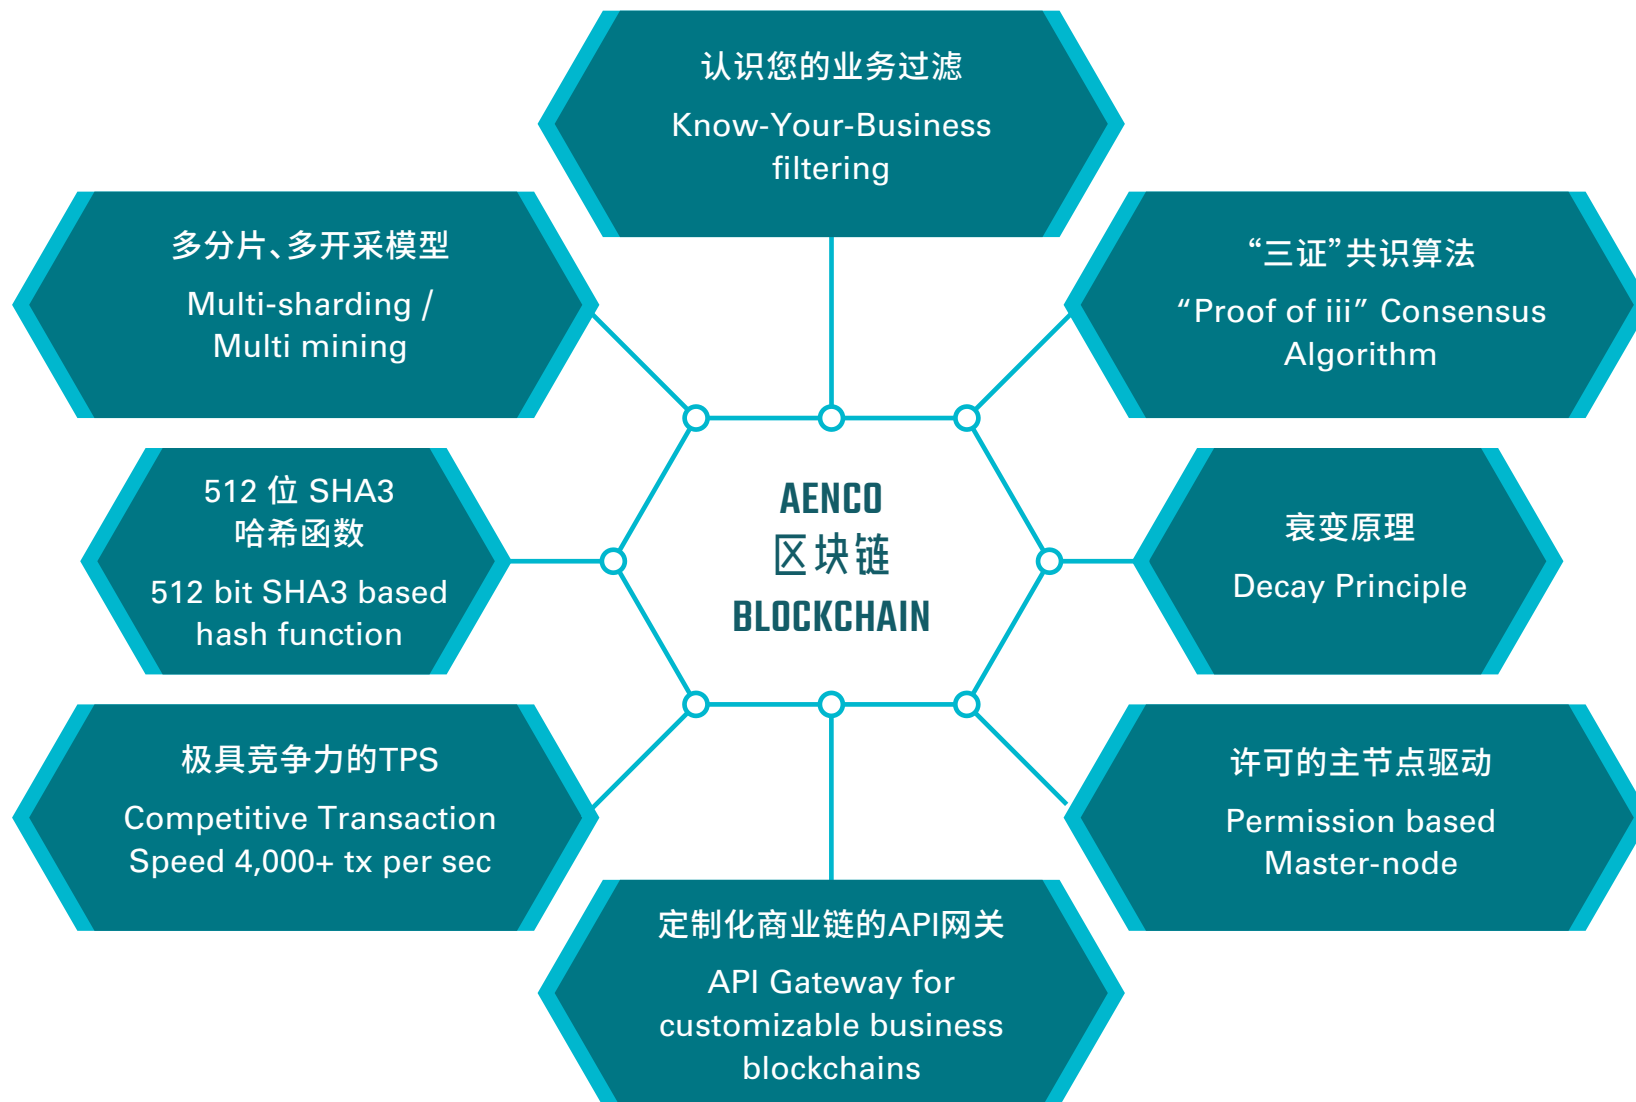 认识您的业务过滤
Know-Your-Business
filtering
多分片、多开采模型
Multi-sharding /
Multi mining
“三证”共识算法
“Proof of iii” Consensus
Algorithm
512 位 SHA3
哈希函数
512 bit SHA3 based
hash function
AENCO
区块链
BLOCKCHAIN
衰变原理
Decay Principle
极具竞争力的TPS
Competitive Transaction
Speed 4,000+ tx per sec
许可的主节点驱动
Permission based
Master-node
定制化商业链的API网关
API Gateway for
customizable business
blockchains